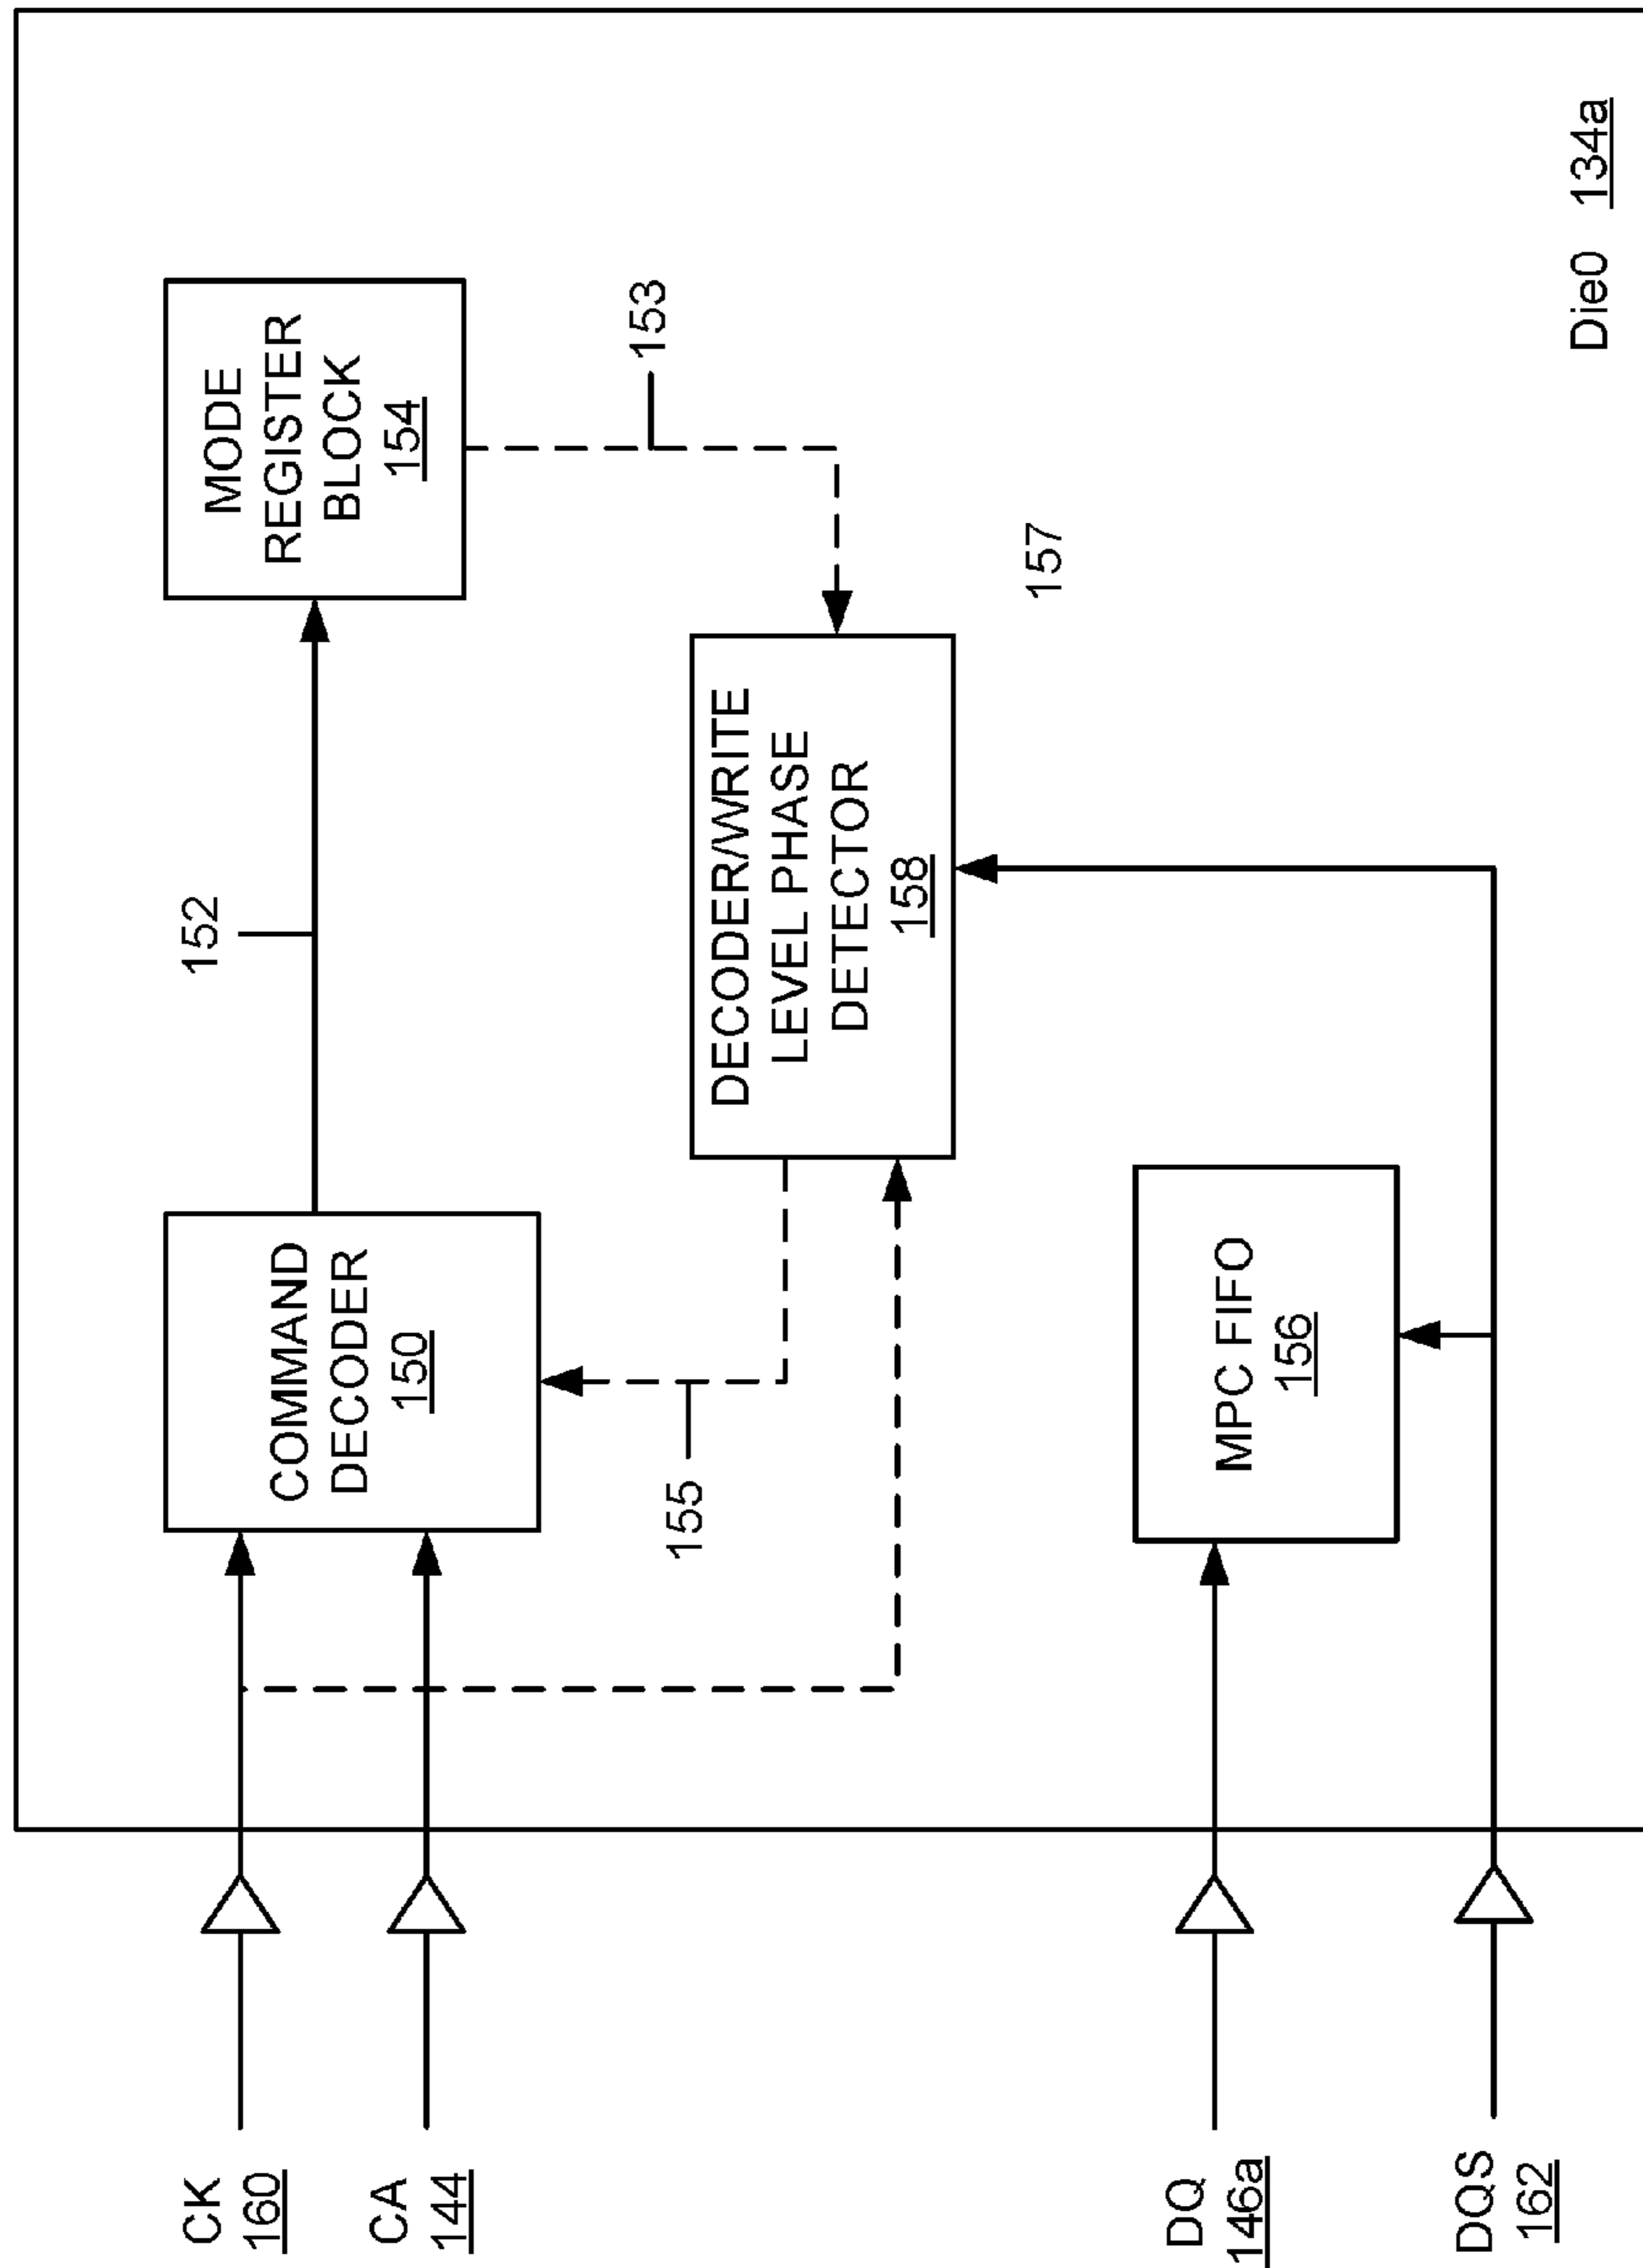 CK
160
CA
144
DQ
146a
DQS
162
COMMAND
DECODER
150
152
MODE
REGISTER
BLOCK
154
153
155
DECODER/WRITE
LEVEL PHASE
DETECTOR
158
157
MPC FIFO
156
Die0 134a